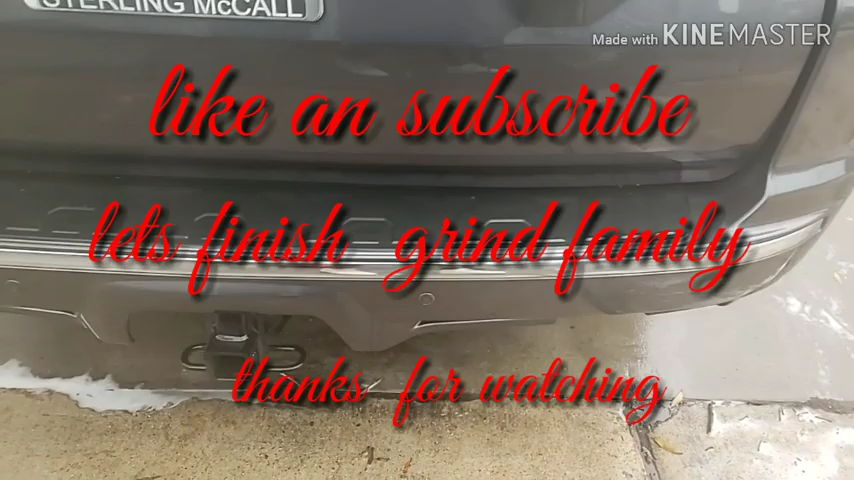 STERLING McCALL
Made with KINEMASTER
like an subscribe
lets finish grind family
thanks for watching